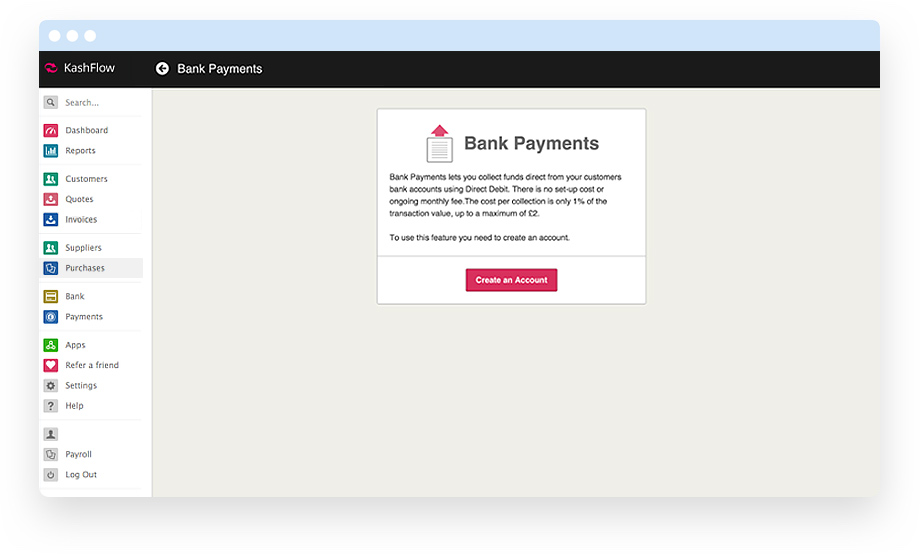 KashFlow
Bank Payments
Search...
Dashboard
Reports
Customers
Quotes
Invoices
Suppliers
Purchases
Bank
Payments
Apps
Refer a friend
Settings
? Help
Payroll
Log Out
Bank Payments
Bank Payments lets you collect funds direct from your customers
bank accounts using Direct Debit. There is no set-up cost or
ongoing monthly fee.The cost per collection is only 1% of the
transaction value, up to a maximum of £2.
To use this feature you need to create an account.
Create an Account